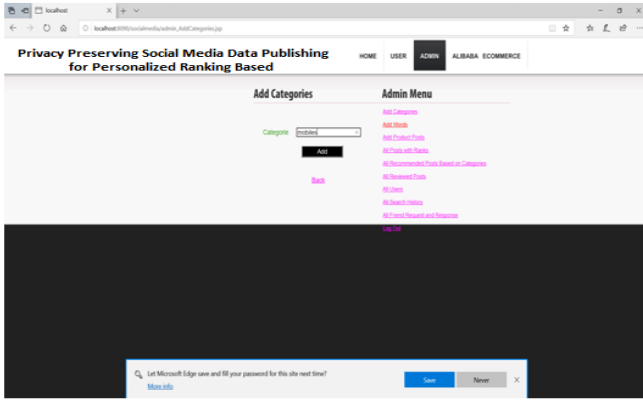 localhost
localhost:8090/socialmedia/admin_AddCategories.jsp
Privacy Preserving Social Media Data Publishing
for Personalized Ranking Based
HOME USER ADMIN ALIBABA ECOMMERCE
Add Categories
Categorie mobiles
Add
Back
Admin Menu
Add Categories
Add Words
Add Product Posts
All Posts with Ranks
All Recommended Posts Based on Categories
All Reviewed Posts
All Users
All Search History
All Friend Request and Response
Log Out
Let Microsoft Edge save and fill your password for this site next time?
More info
Save Never